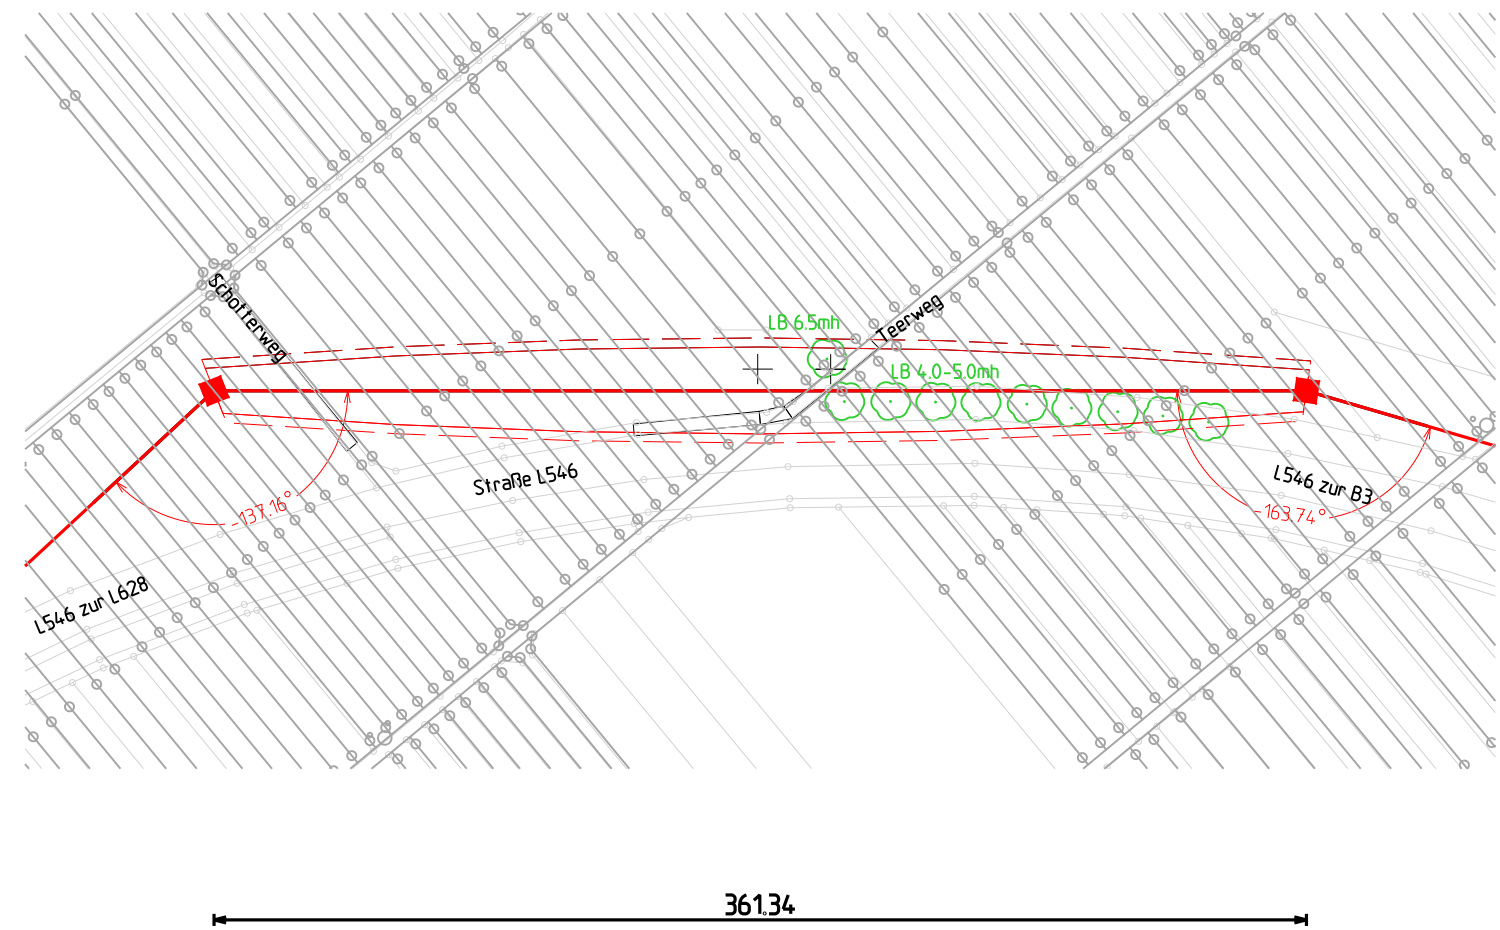 Schotterweg
Teerweg
LB 6.5mh
LB 4.0-5.0mh
Straße L546
L546 zur B3
-137.16°
-163.74°
L546 zur L628
361.34